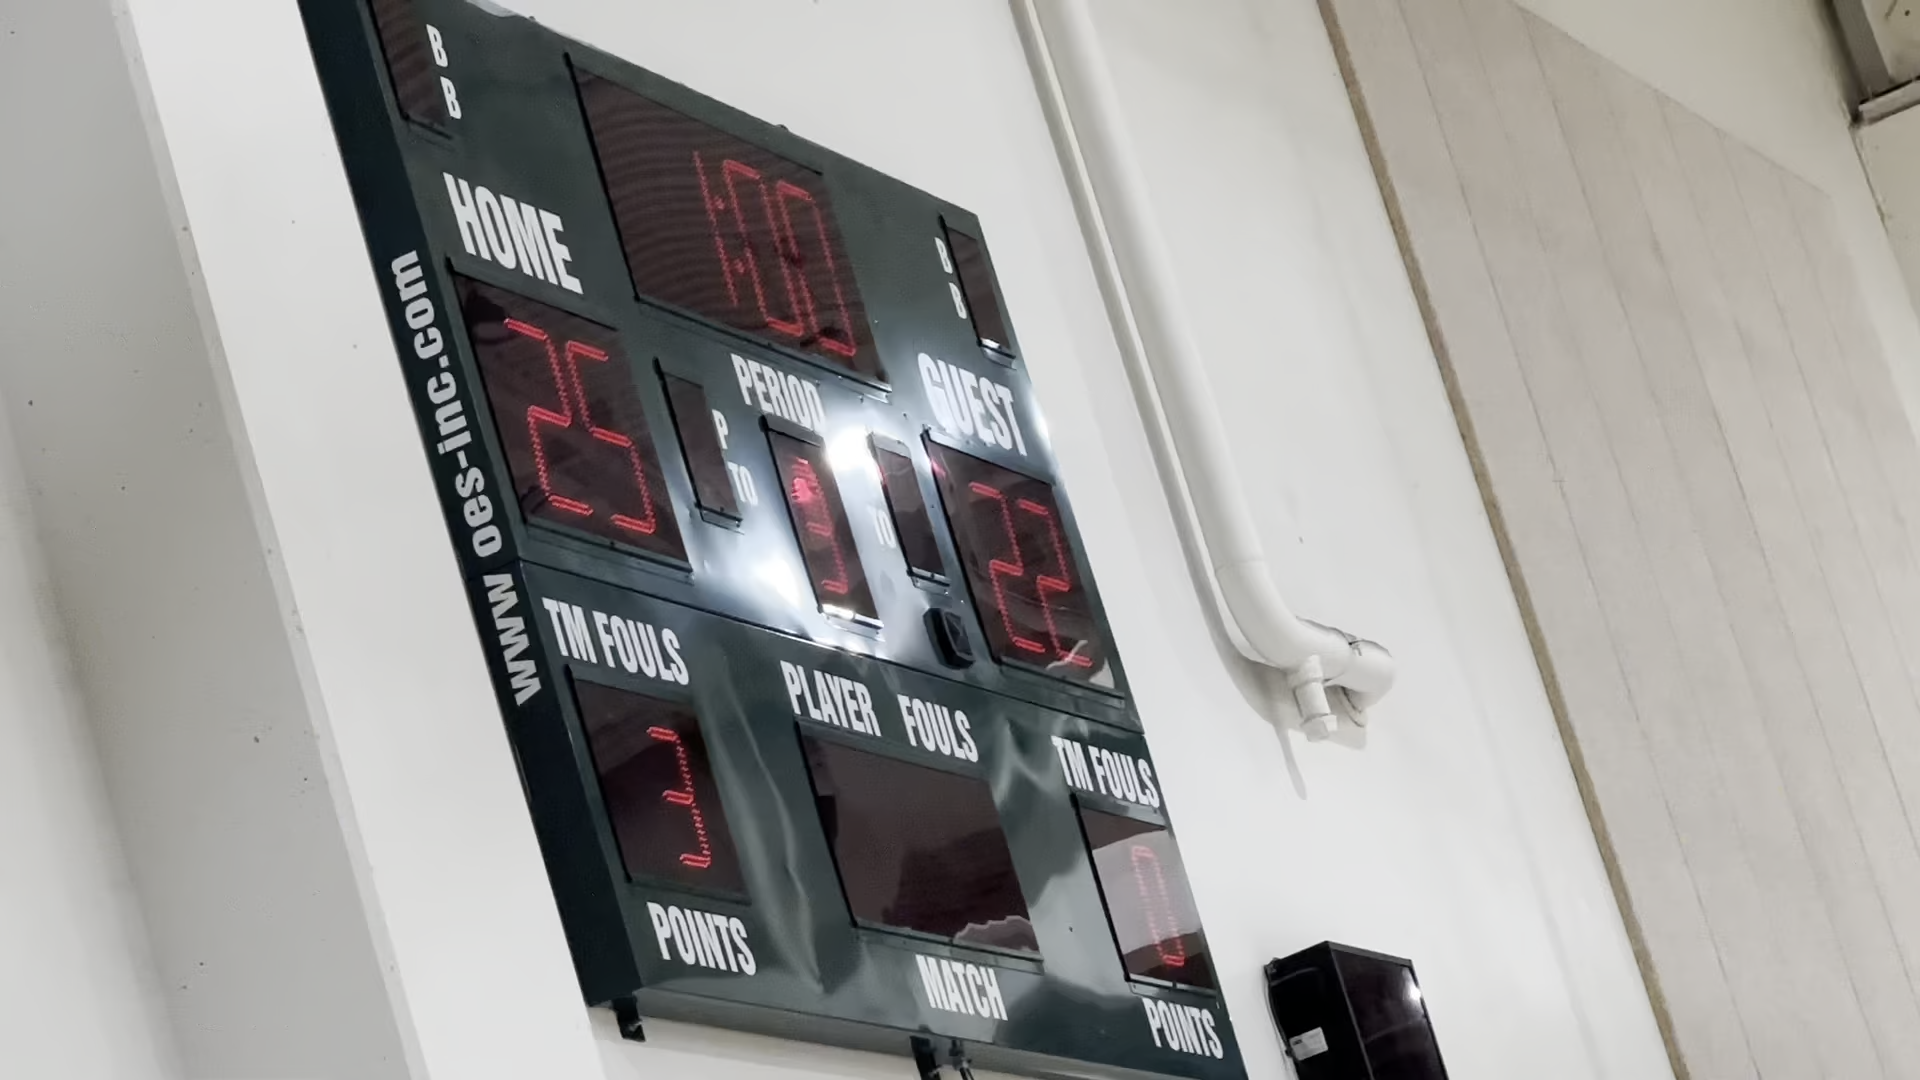 B
B
HOME
1:00
B
B
GUEST
25
P
TO
PERIOD
3
TO
22
www oes-inc.com
TM FOULS
PLAYER FOULS
TM FOULS
3
0
POINTS
MATCH
POINTS